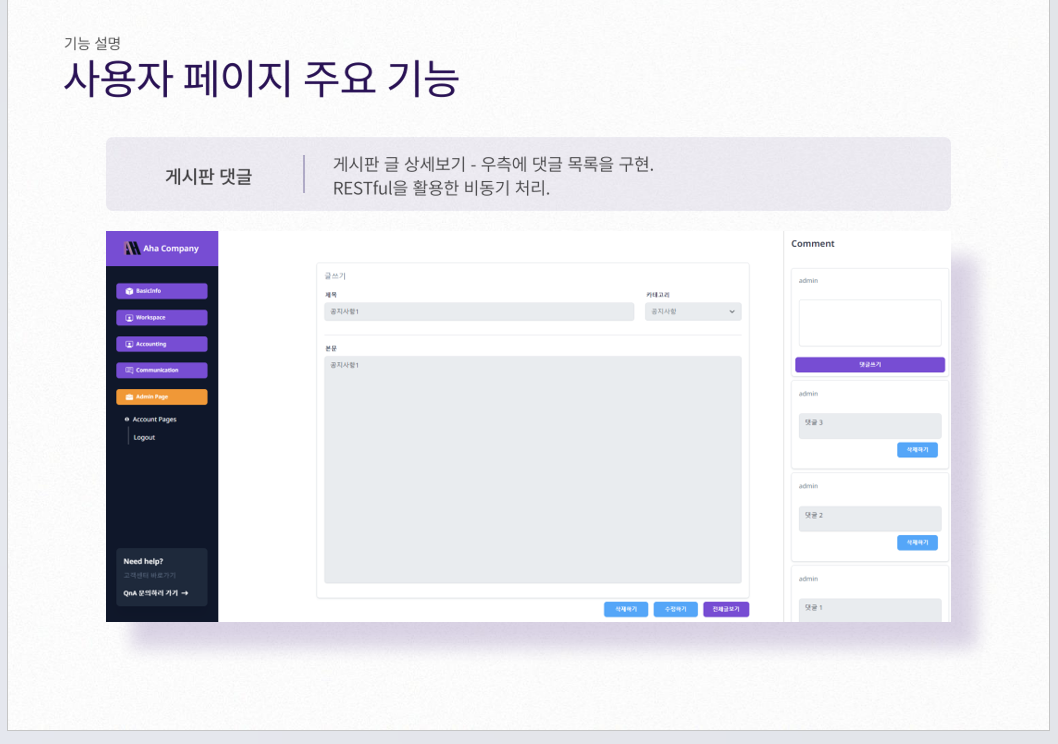 기능 설명
사용자 페이지 주요 기능
게시판 댓글
게시판 글 상세보기 - 우측에 댓글 목록을 구현.
RESTful을 활용한 비동기 처리.
Aha Company
BasicInfo
Workspace
Accounting
Communication
Admin Page
Account Pages
Logout
Need help?
고객센터 바로가기
QnA 문의하러 가기 →
글쓰기
제목
카테고리
공지사항1
공지사항
본문
공지사항1
삭제하기
수정하기
전체글보기
Comment
admin
댓글쓰기
admin
댓글 3
삭제하기
admin
댓글 2
삭제하기
admin
댓글 1